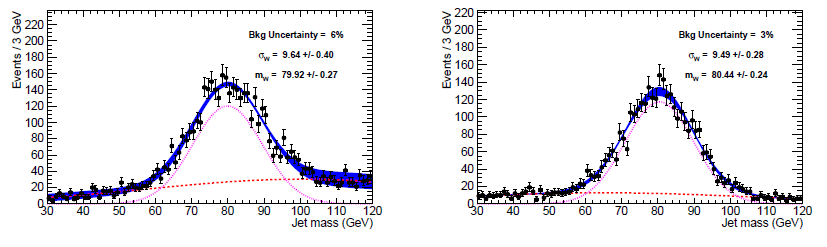 Events / 3 GeV
220
200
180
160
140
120
100
80
60
40
20
0
Bkg Uncertainty = 6%
σW = 9.64 +/- 0.40
mW = 79.92 +/- 0.27
30 40 50 60 70 80 90 100 110 120
Jet mass (GeV)
Events / 3 GeV
220
200
180
160
140
120
100
80
60
40
20
0
Bkg Uncertainty = 3%
σW = 9.49 +/- 0.28
mW = 80.44 +/- 0.24
30 40 50 60 70 80 90 100 110 120
Jet mass (GeV)